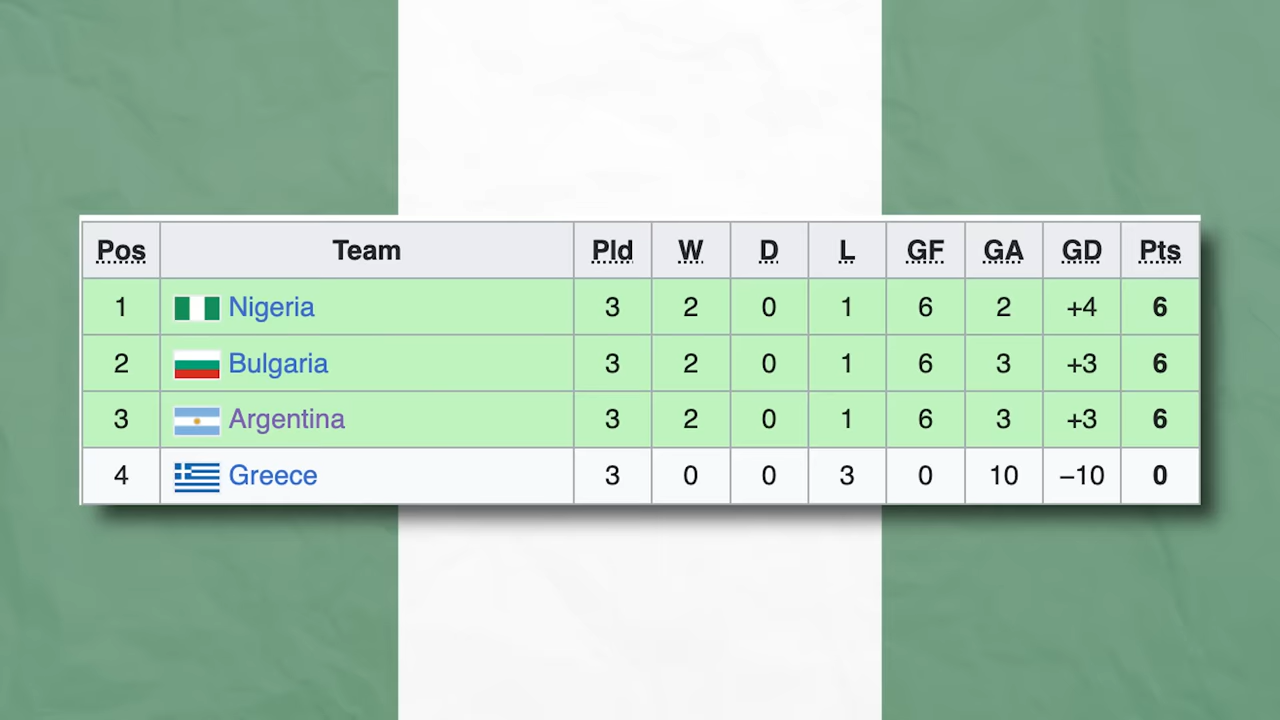 Pos Team Pld W D L GF GA GD Pts
1 Nigeria 3 2 0 1 6 2 +4 6
2 Bulgaria 3 2 0 1 6 3 +3 6
3 Argentina 3 2 0 1 6 3 +3 6
4 Greece 3 0 0 3 0 10 −10 0